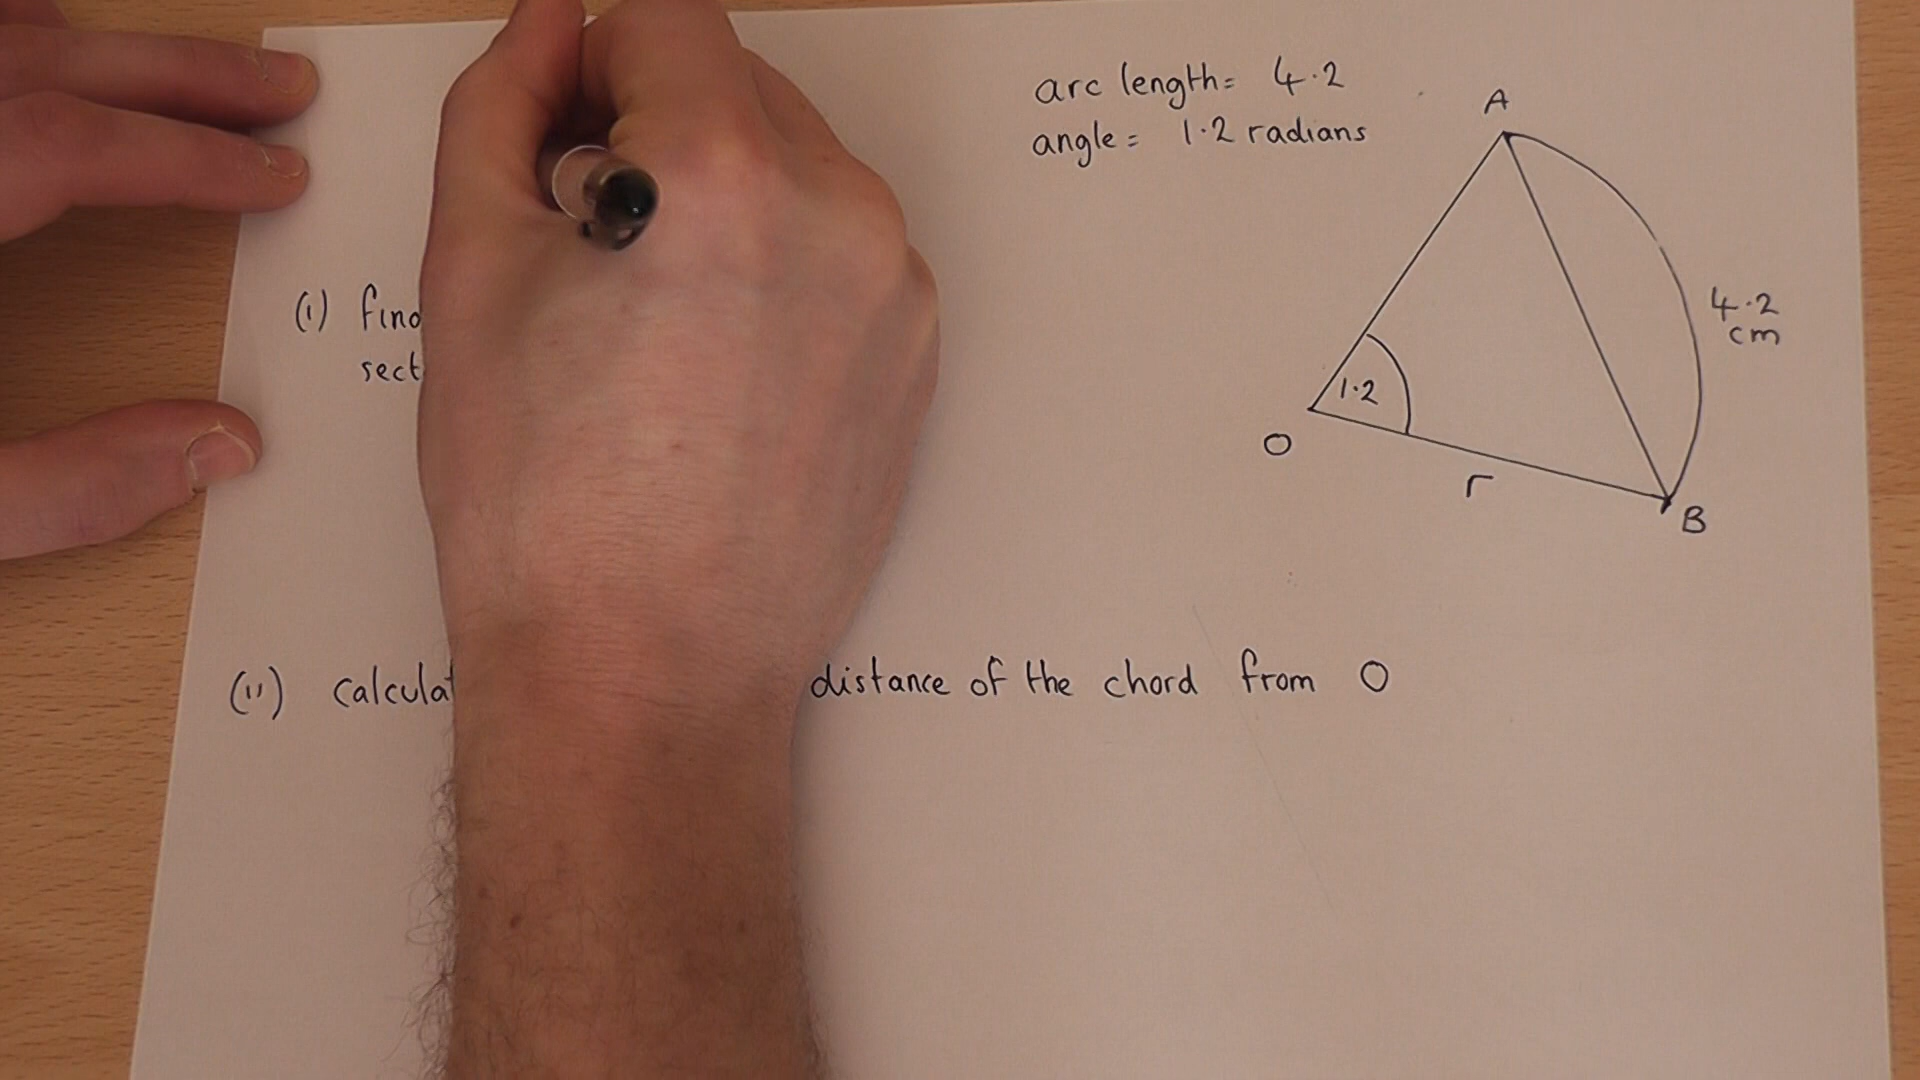 arc length= 4.2
angle= 1.2 radians
A
(i) find
4.2
cm
sect
1.2
O
r
B
(ii) calculat distance of the chord from O